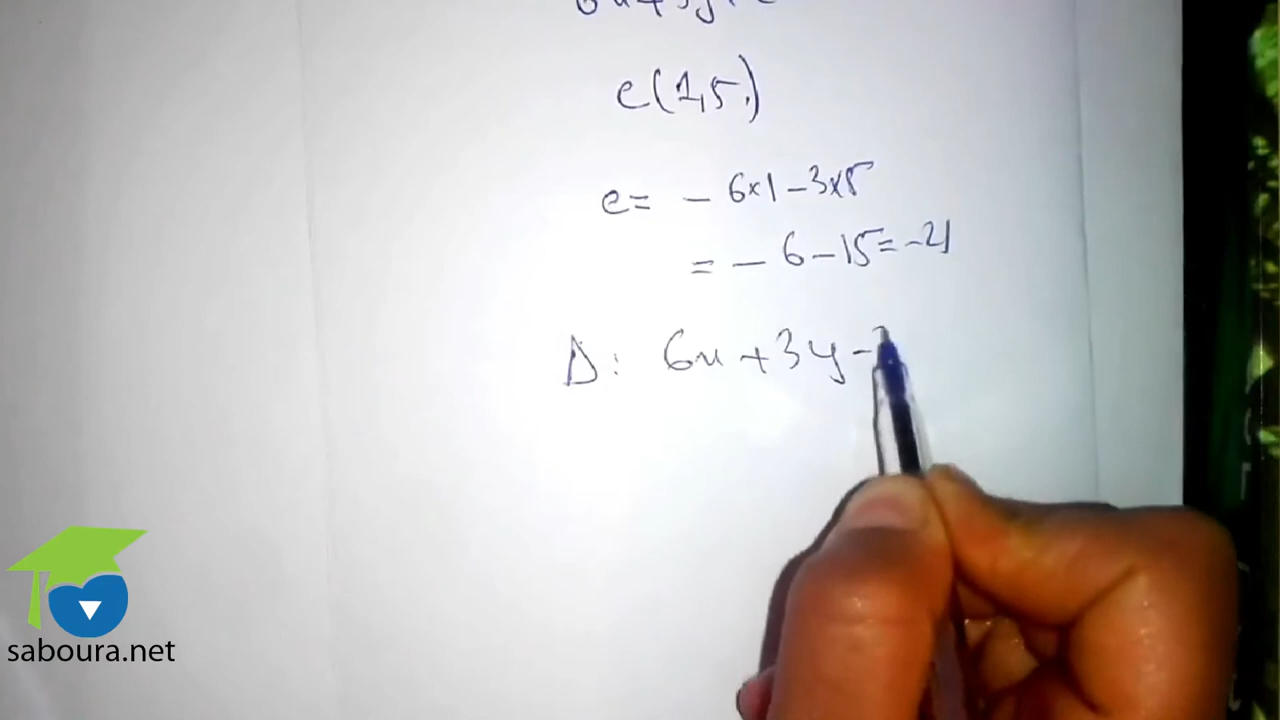 e(1,5.)
e= - 6×1-3×5
= - 6-15=-21
Δ: 6x+3y-
saboura.net